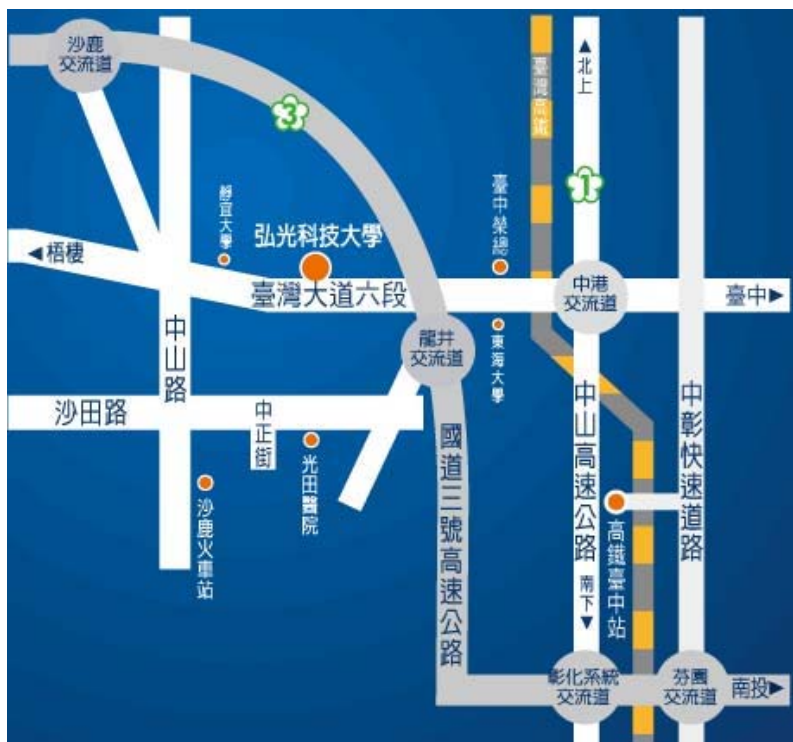 沙鹿
交流道
3
臺灣高鐵
▲北上
1
靜宜大學
弘光科技大學
臺中榮總
◀梧棲
臺灣大道六段
中港
交流道
臺中▶
中山路
龍井
交流道
東海大學
沙田路
中正街
光田醫院
沙鹿火車站
國道三號高速公路
中山高速公路
中彰快速道路
高鐵臺中站
南下▼
彰化系統
交流道
芬園
交流道
南投▶